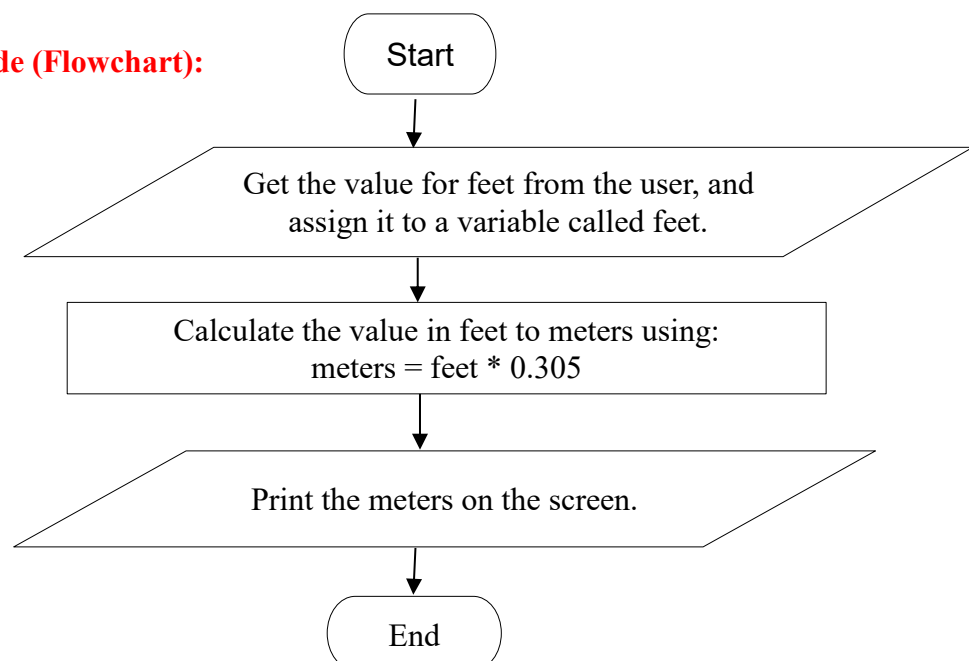 de (Flowchart):
Start
Get the value for feet from the user, and
assign it to a variable called feet.
Calculate the value in feet to meters using:
meters = feet * 0.305
Print the meters on the screen.
End